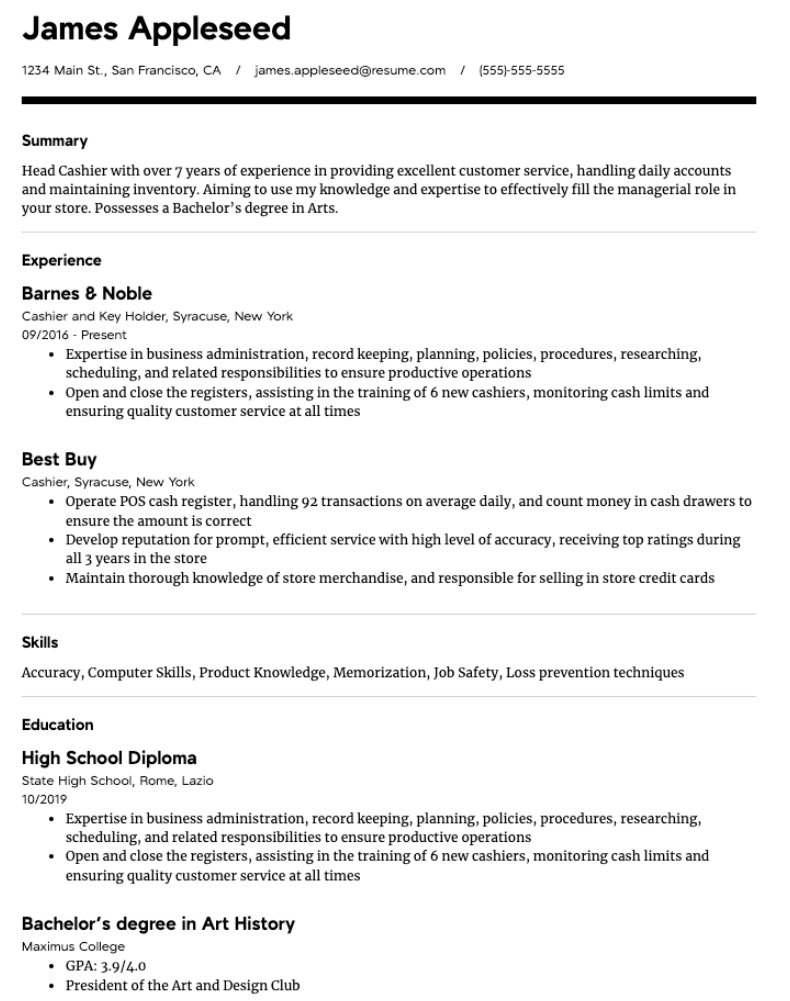 James Appleseed
1234 Main St., San Francisco, CA / james.appleseed@resume.com / (555)-555-5555
Summary
Head Cashier with over 7 years of experience in providing excellent customer service, handling daily accounts
and maintaining inventory. Aiming to use my knowledge and expertise to effectively fill the managerial role in
your store. Possesses a Bachelor's degree in Arts.
Experience
Barnes & Noble
Cashier and Key Holder, Syracuse, New York
09/2016 - Present
• Expertise in business administration, record keeping, planning, policies, procedures, researching,
scheduling, and related responsibilities to ensure productive operations
• Open and close the registers, assisting in the training of 6 new cashiers, monitoring cash limits and
ensuring quality customer service at all times
Best Buy
Cashier, Syracuse, New York
• Operate POS cash register, handling 92 transactions on average daily, and count money in cash drawers to
ensure the amount is correct
• Develop reputation for prompt, efficient service with high level of accuracy, receiving top ratings during
all 3 years in the store
• Maintain thorough knowledge of store merchandise, and responsible for selling in store credit cards
Skills
Accuracy, Computer Skills, Product Knowledge, Memorization, Job Safety, Loss prevention techniques
Education
High School Diploma
State High School, Rome, Lazio
10/2019
• Expertise in business administration, record keeping, planning, policies, procedures, researching,
scheduling, and related responsibilities to ensure productive operations
• Open and close the registers, assisting in the training of 6 new cashiers, monitoring cash limits and
ensuring quality customer service at all times
Bachelor's degree in Art History
Maximus College
• GPA: 3.9/4.0
• President of the Art and Design Club